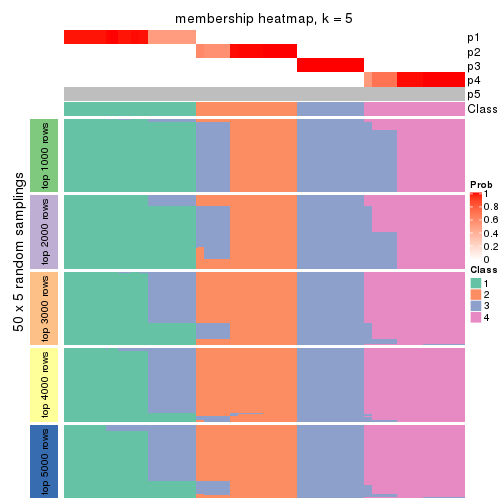 membership heatmap, k = 5
p1
p2
p3
p4
p5
Class
50 x 5 random samplings
top 1000 rows
top 2000 rows
top 3000 rows
top 4000 rows
top 5000 rows
Prob
1
0.8
0.6
0.4
0.2
0
Class
1
2
3
4